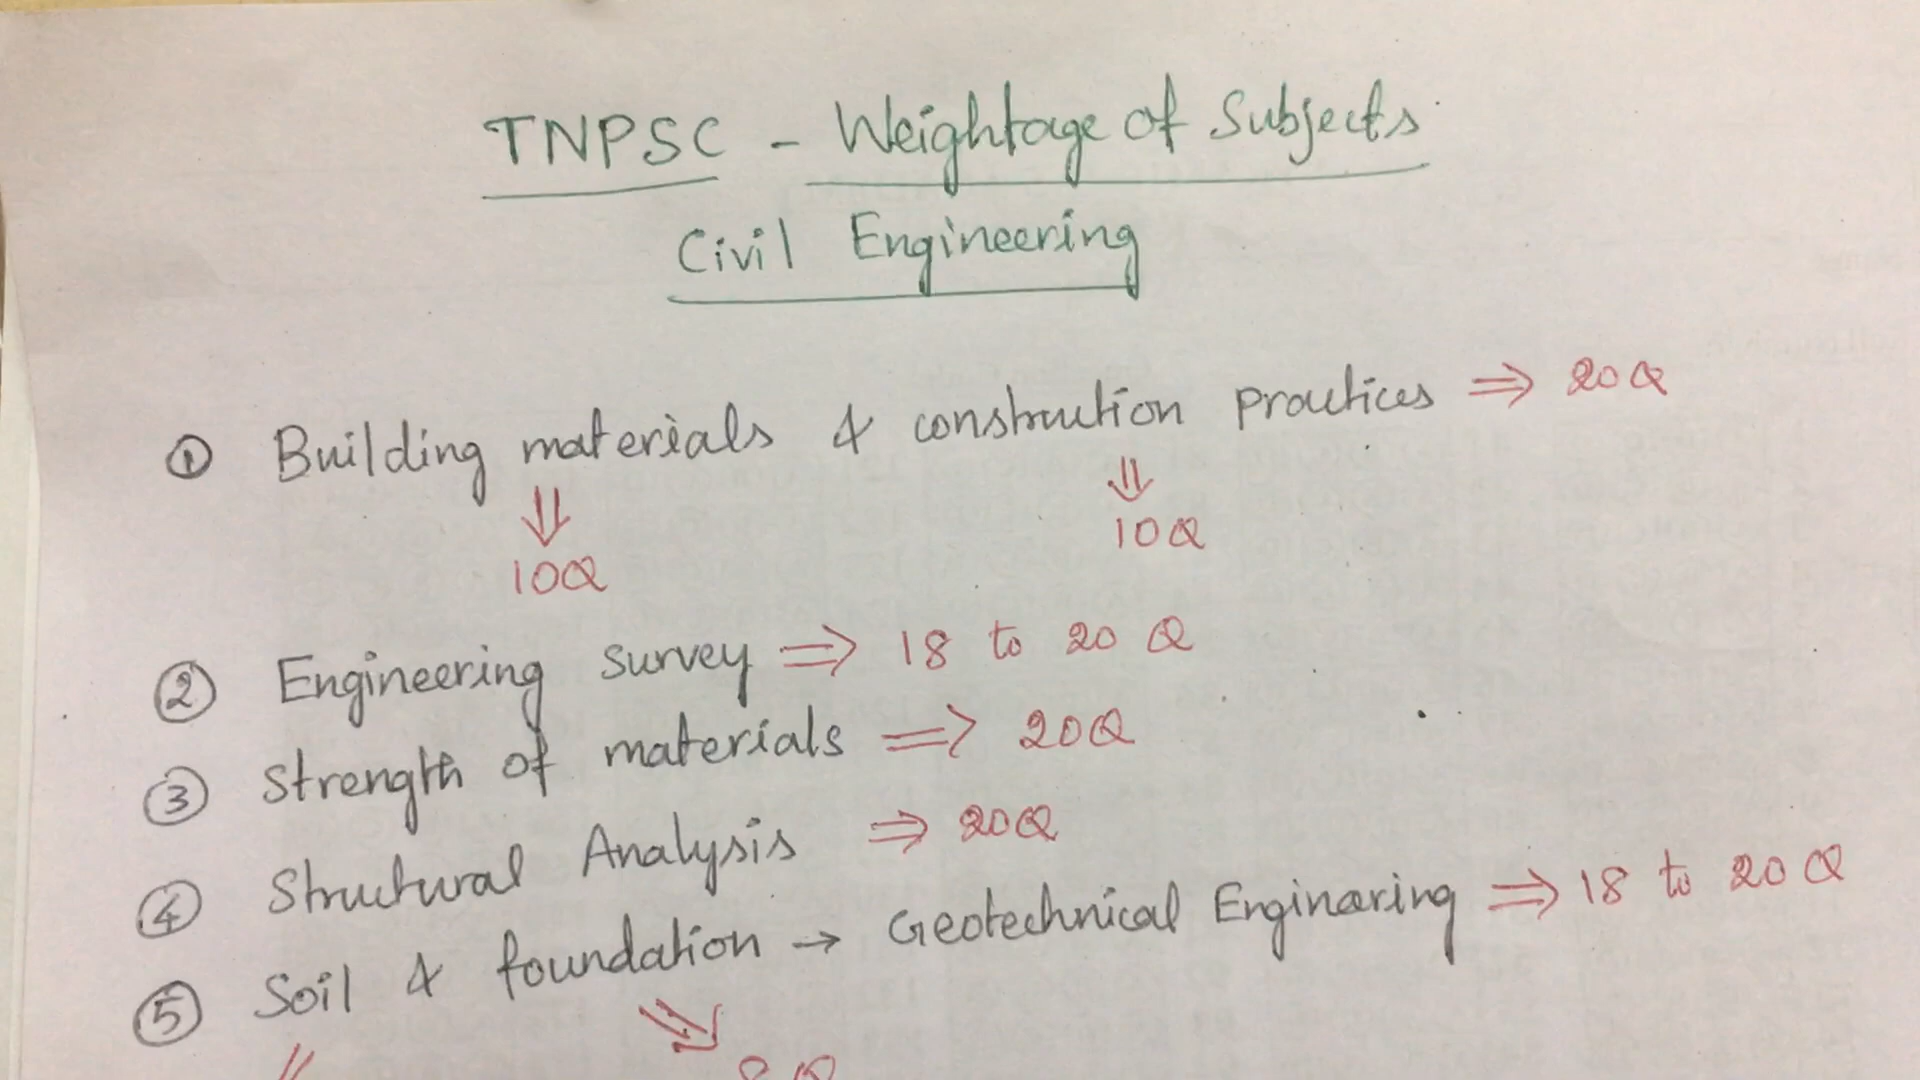 TNPSC - Weightage of Subjects
Civil Engineering
① Building materials & construction practices ⇒ 20Q
⇓ ⇓
10Q 10Q
② Engineering survey ⇒ 18 to 20 Q
③ Strength of materials ⇒ 20Q
④ Structural Analysis ⇒ 20Q
⑤ Soil & foundation → Geotechnical Engineering ⇒ 18 to 20 Q